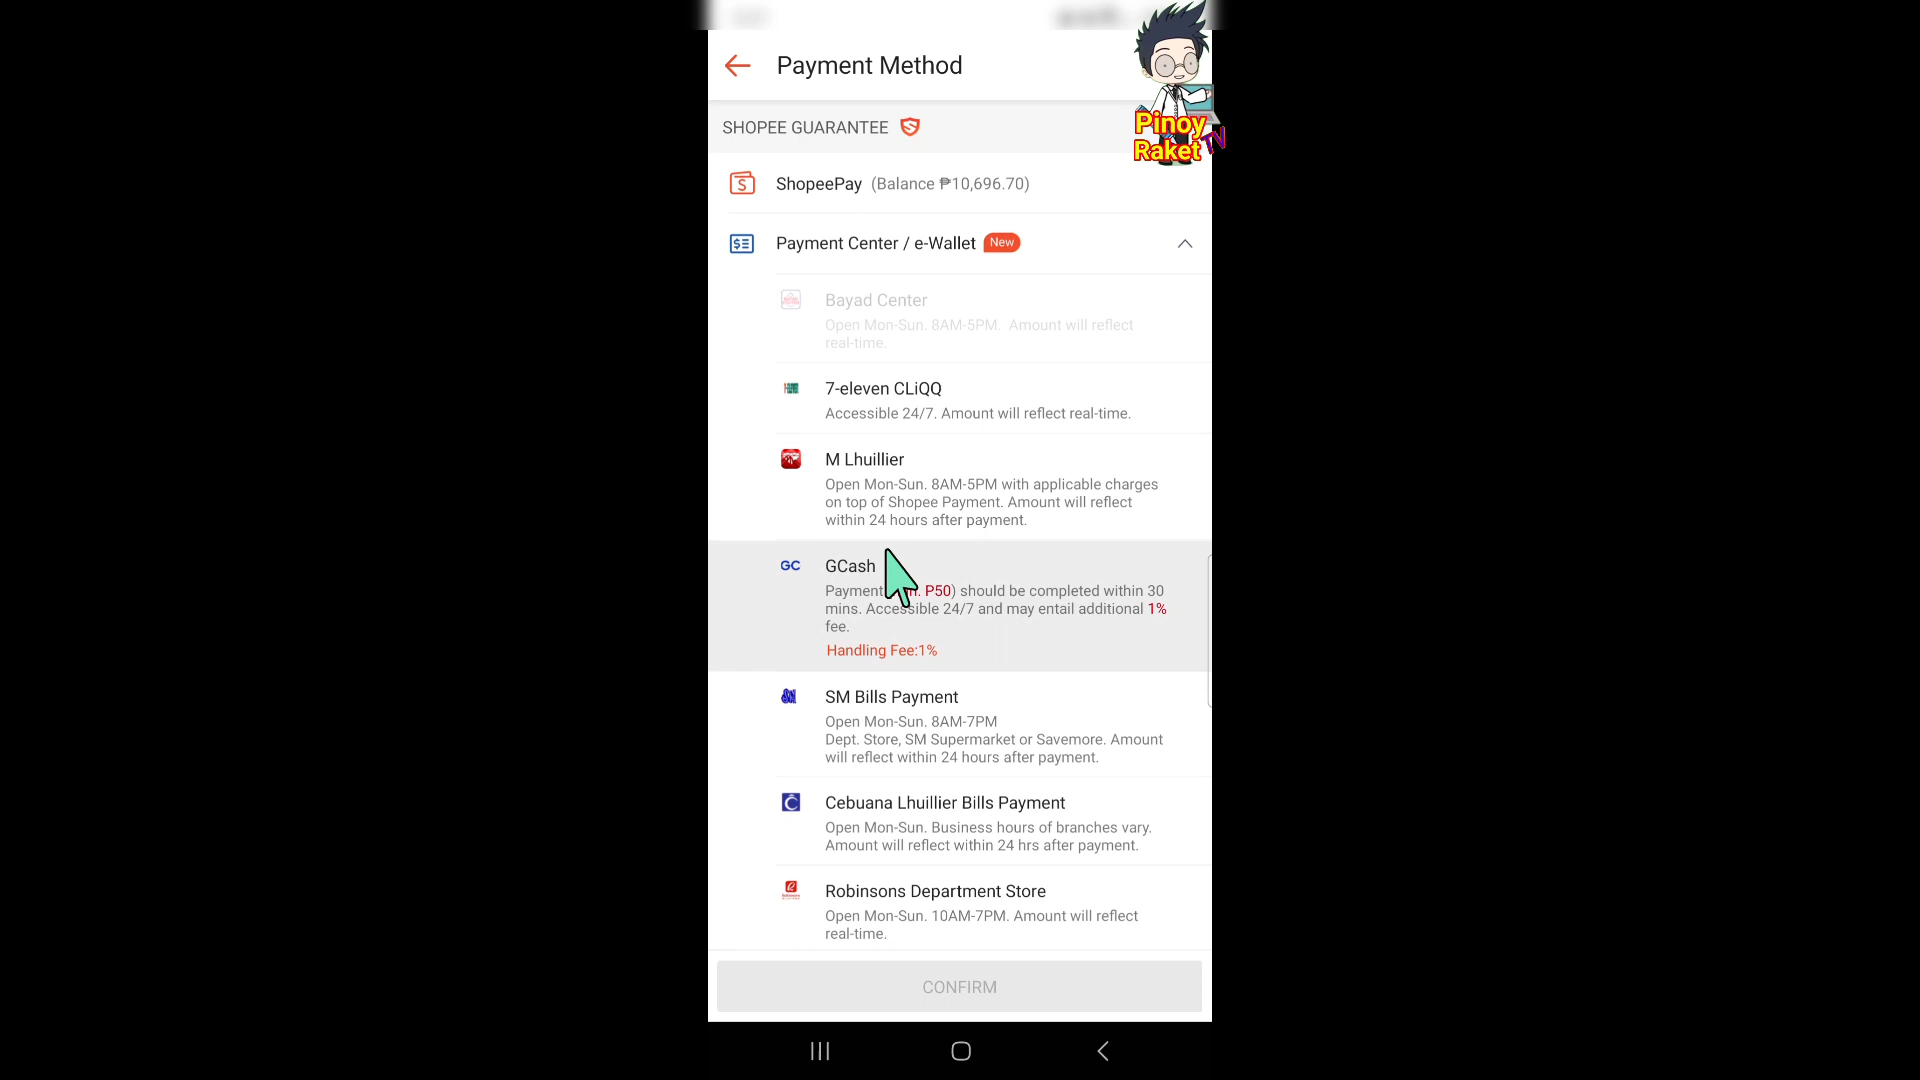 Payment Method
Pinoy
Raket TV
SHOPEE GUARANTEE
ShopeePay (Balance ₱10,696.70)
Payment Center / e-Wallet New
Bayad Center
Open Mon-Sun. 8AM-5PM. Amount will reflect
real-time.
7-eleven CLiQQ
Accessible 24/7. Amount will reflect real-time.
M Lhuillier
Open Mon-Sun. 8AM-5PM with applicable charges
on top of Shopee Payment. Amount will reflect
within 24 hours after payment.
GC GCash
Payment P50) should be completed within 30
mins. Accessible 24/7 and may entail additional 1%
fee.
Handling Fee:1%
SM Bills Payment
Open Mon-Sun. 8AM-7PM
Dept. Store, SM Supermarket or Savemore. Amount
will reflect within 24 hours after payment.
Cebuana Lhuillier Bills Payment
Open Mon-Sun. Business hours of branches vary.
Amount will reflect within 24 hrs after payment.
Robinsons Department Store
Open Mon-Sun. 10AM-7PM. Amount will reflect
real-time.
CONFIRM